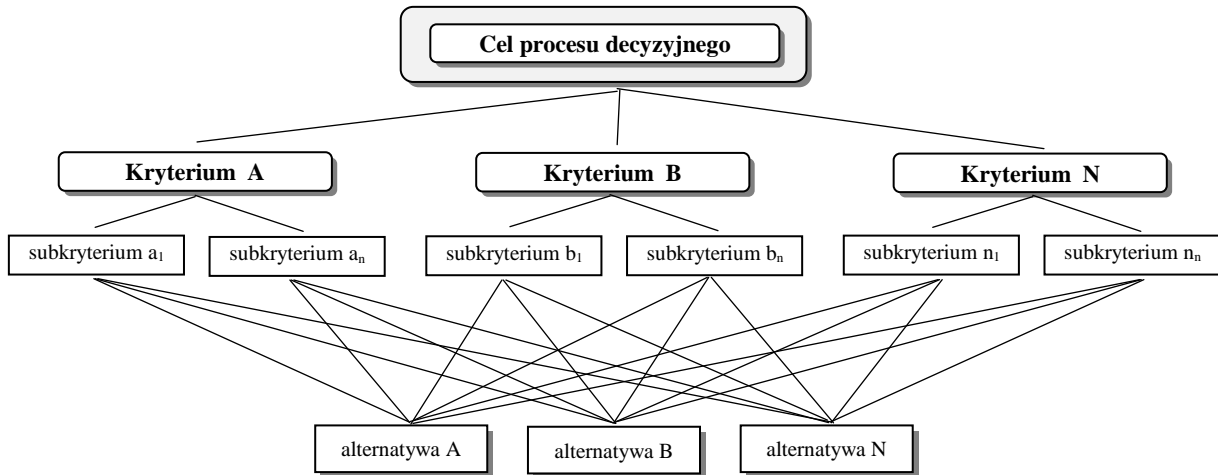 Cel procesu decyzyjnego
Kryterium A
Kryterium B
Kryterium N
subkryterium a₁
subkryterium aₙ
subkryterium b₁
subkryterium bₙ
subkryterium n₁
subkryterium nₙ
alternatywa A
alternatywa B
alternatywa N